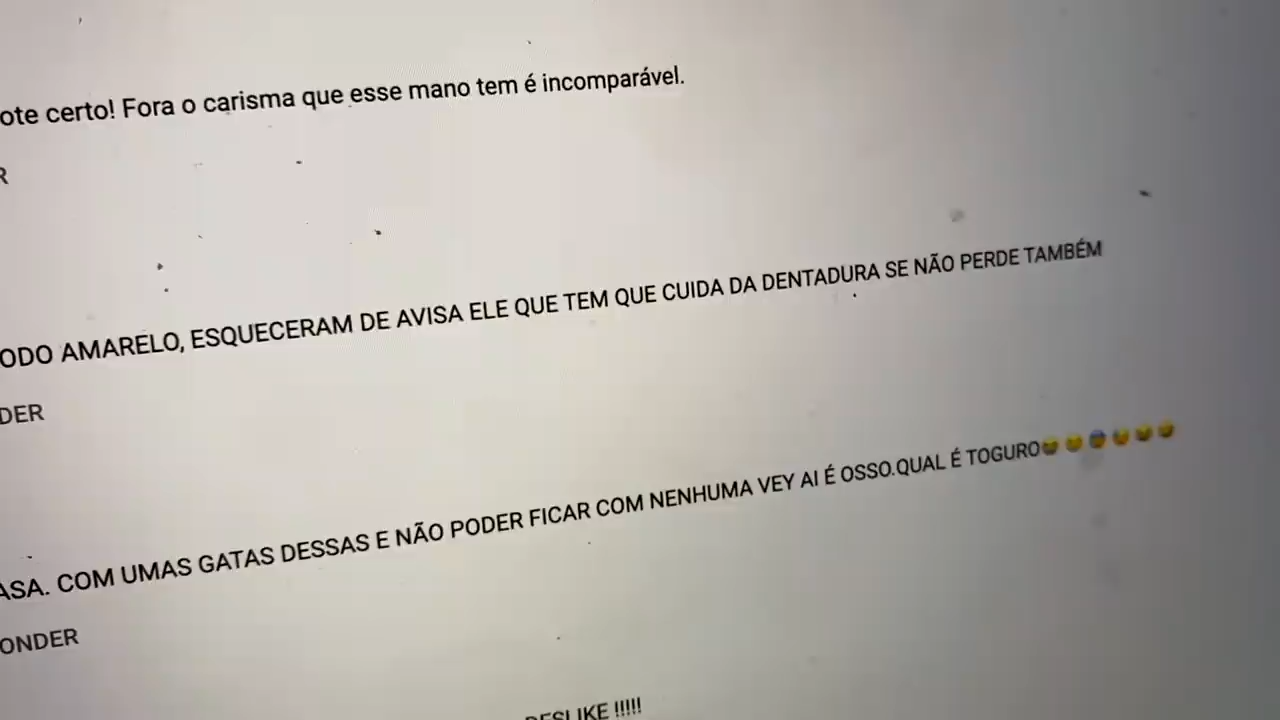 ote certo! Fora o carisma que esse mano tem é incomparável.
R
ODO AMARELO, ESQUECERAM DE AVISA ELE QUE TEM QUE CUIDA DA DENTADURA SE NÃO PERDE TAMBÉM
DER
ASA. COM UMAS GATAS DESSAS E NÃO PODER FICAR COM NENHUMA VEY AI É OSSO.QUAL É TOGURO
ONDER
DESLIKE !!!!!